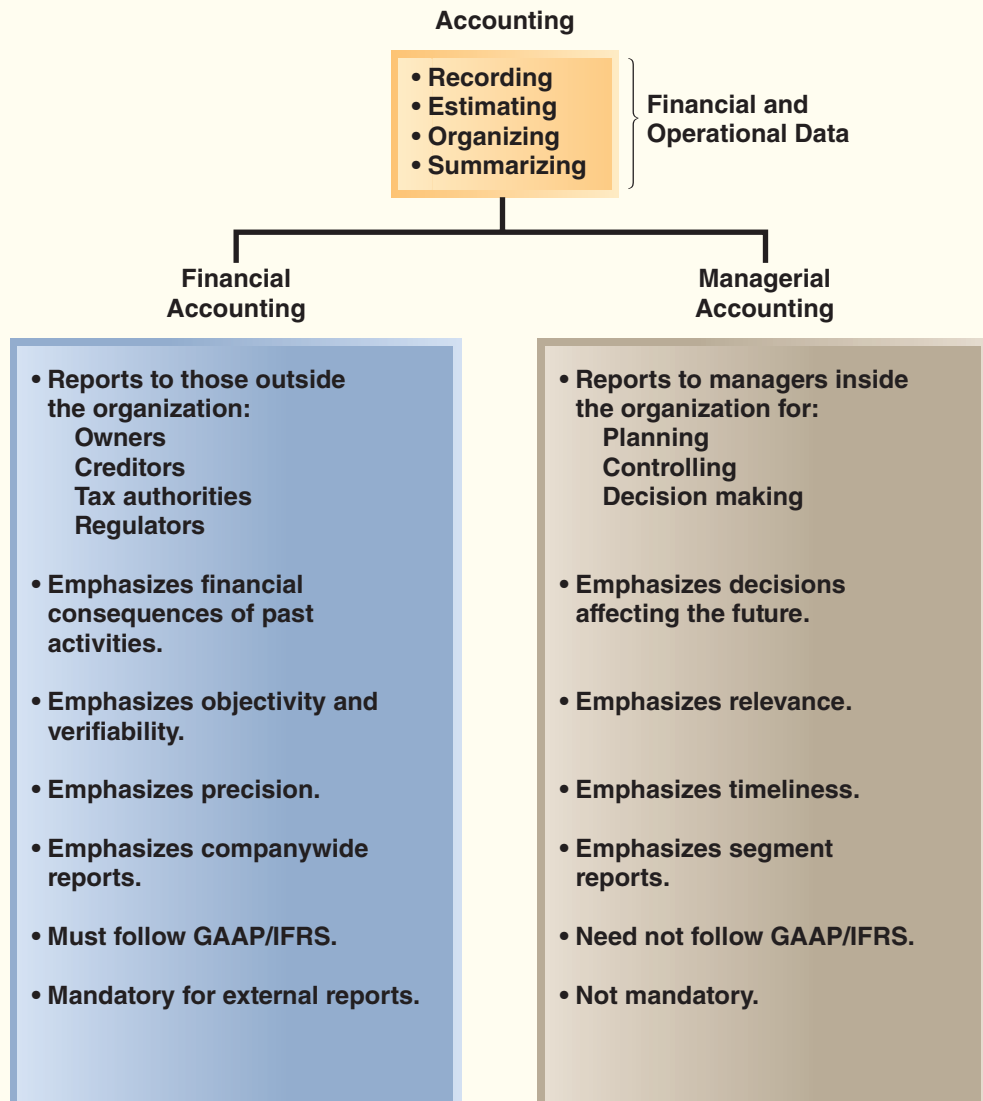 Accounting
• Recording
• Estimating
• Organizing
• Summarizing
Financial and
Operational Data
Financial
Accounting
• Reports to those outside
the organization:
Owners
Creditors
Tax authorities
Regulators
• Emphasizes financial
consequences of past
activities.
• Emphasizes objectivity and
verifiability.
• Emphasizes precision.
• Emphasizes companywide
reports.
• Must follow GAAP/IFRS.
• Mandatory for external reports.
Managerial
Accounting
• Reports to managers inside
the organization for:
Planning
Controlling
Decision making
• Emphasizes decisions
affecting the future.
• Emphasizes relevance.
• Emphasizes timeliness.
• Emphasizes segment
reports.
• Need not follow GAAP/IFRS.
• Not mandatory.